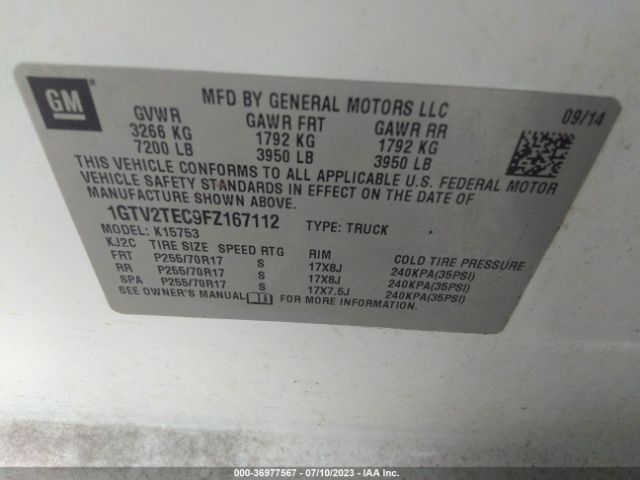 GM
MFD BY GENERAL MOTORS LLC
09/14
GVWR GAWR FRT GAWR RR
3266 KG 1792 KG 1792 KG
7200 LB 3950 LB 3950 LB
THIS VEHICLE CONFORMS TO ALL APPLICABLE U.S. FEDERAL MOTOR
VEHICLE SAFETY STANDARDS IN EFFECT ON THE DATE OF
MANUFACTURE SHOWN ABOVE.
1GTV2TEC9FZ167112 TYPE: TRUCK
MODEL: K15753
KJ2C TIRE SIZE SPEED RTG RIM COLD TIRE PRESSURE
FRT P255/70R17 S 17X8J 240KPA(35PSI)
RR P255/70R17 S 17X8J 240KPA(35PSI)
SPA P255/70R17 S 17X7.5J 240KPA(35PSI)
SEE OWNER'S MANUAL FOR MORE INFORMATION.
000-36977567 - 07/10/2023 - IAA Inc.